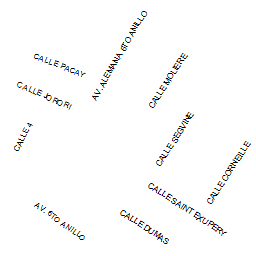 AV. ALEMANIA 6TO ANILLO
CALLE PACAY
CALLE MOLIERE
CALLE JORORI
CALLE 4
CALLE SEGVINE
CALLE CORNEILLE
CALLE SAINT EXUPERY
AV. 6TO ANILLO
CALLE DUMAS